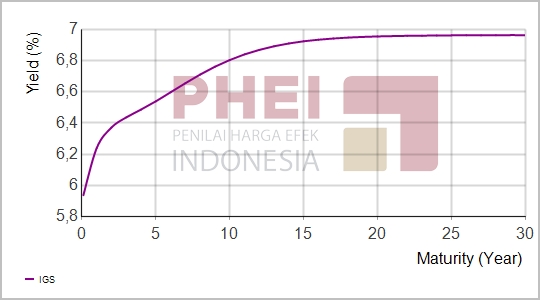 7
6,8
6,6
6,4
6,2
6
5,8
Yield (%)
PHEI
PENILAI HARGA EFEK
INDONESIA
0 5 10 15 20 25 30
Maturity (Year)
IGS